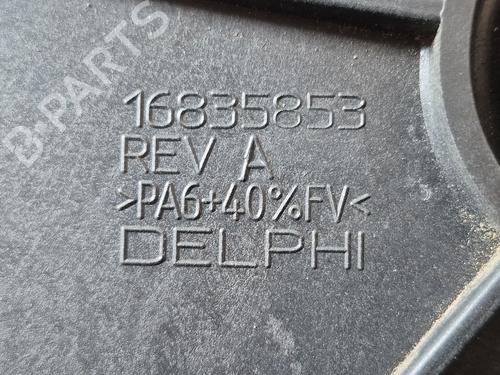 B-PARTS
16835853
REV A
>PA6+40%FV<
DELPHI